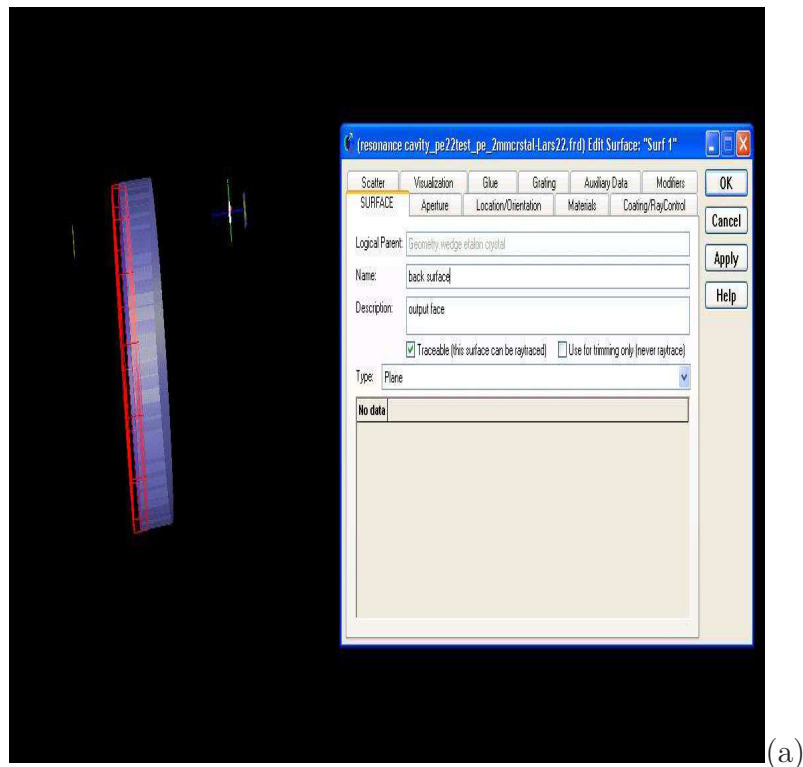 (resonance cavity_pe22test_pe_2mmcrstal-Lars22.frd) Edit Surface: "Surf 1"
Scatter Visualization Glue Grating Auxiliary Data Modifiers
SURFACE Aperture Location/Orientation Materials Coating/RayControl
Logical Parent: Geometry.wedge etalon crystal
Name: back surface
Description: output face
Traceable (this surface can be raytraced) Use for trimming only (never raytrace)
Type: Plane
No data
OK
Cancel
Apply
Help
(a)